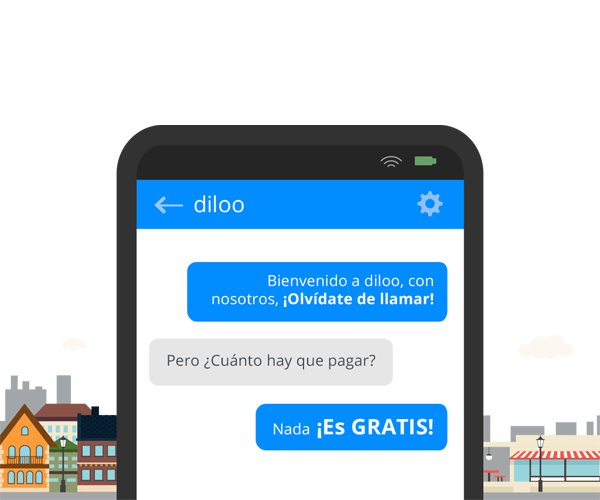 diloo
Bienvenido a diloo, con
nosotros, ¡Olvídate de llamar!
Pero ¿Cuánto hay que pagar?
Nada ¡Es GRATIS!